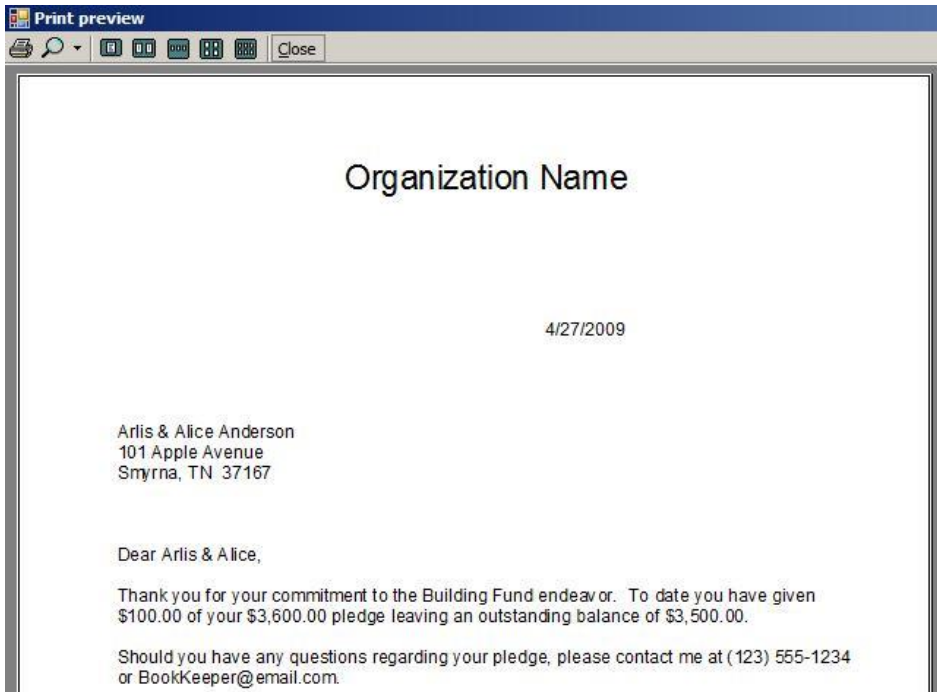 Print preview
Close
Organization Name
4/27/2009
Arlis & Alice Anderson
101 Apple Avenue
Smyrna, TN  37167
Dear Arlis & Alice,
Thank you for your commitment to the Building Fund endeavor.  To date you have given
$100.00 of your $3,600.00 pledge leaving an outstanding balance of $3,500.00.
Should you have any questions regarding your pledge, please contact me at (123) 555-1234
or BookKeeper@email.com.